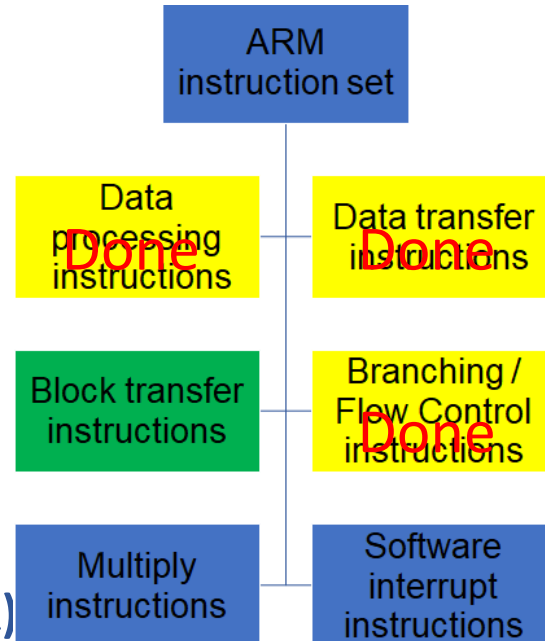 ARM
instruction set
Data
processing
instructions
Done
Data transfer
instructions
Done
Block transfer
instructions
Branching /
Flow Control
instructions
Done
Multiply
instructions
Software
interrupt
instructions
)